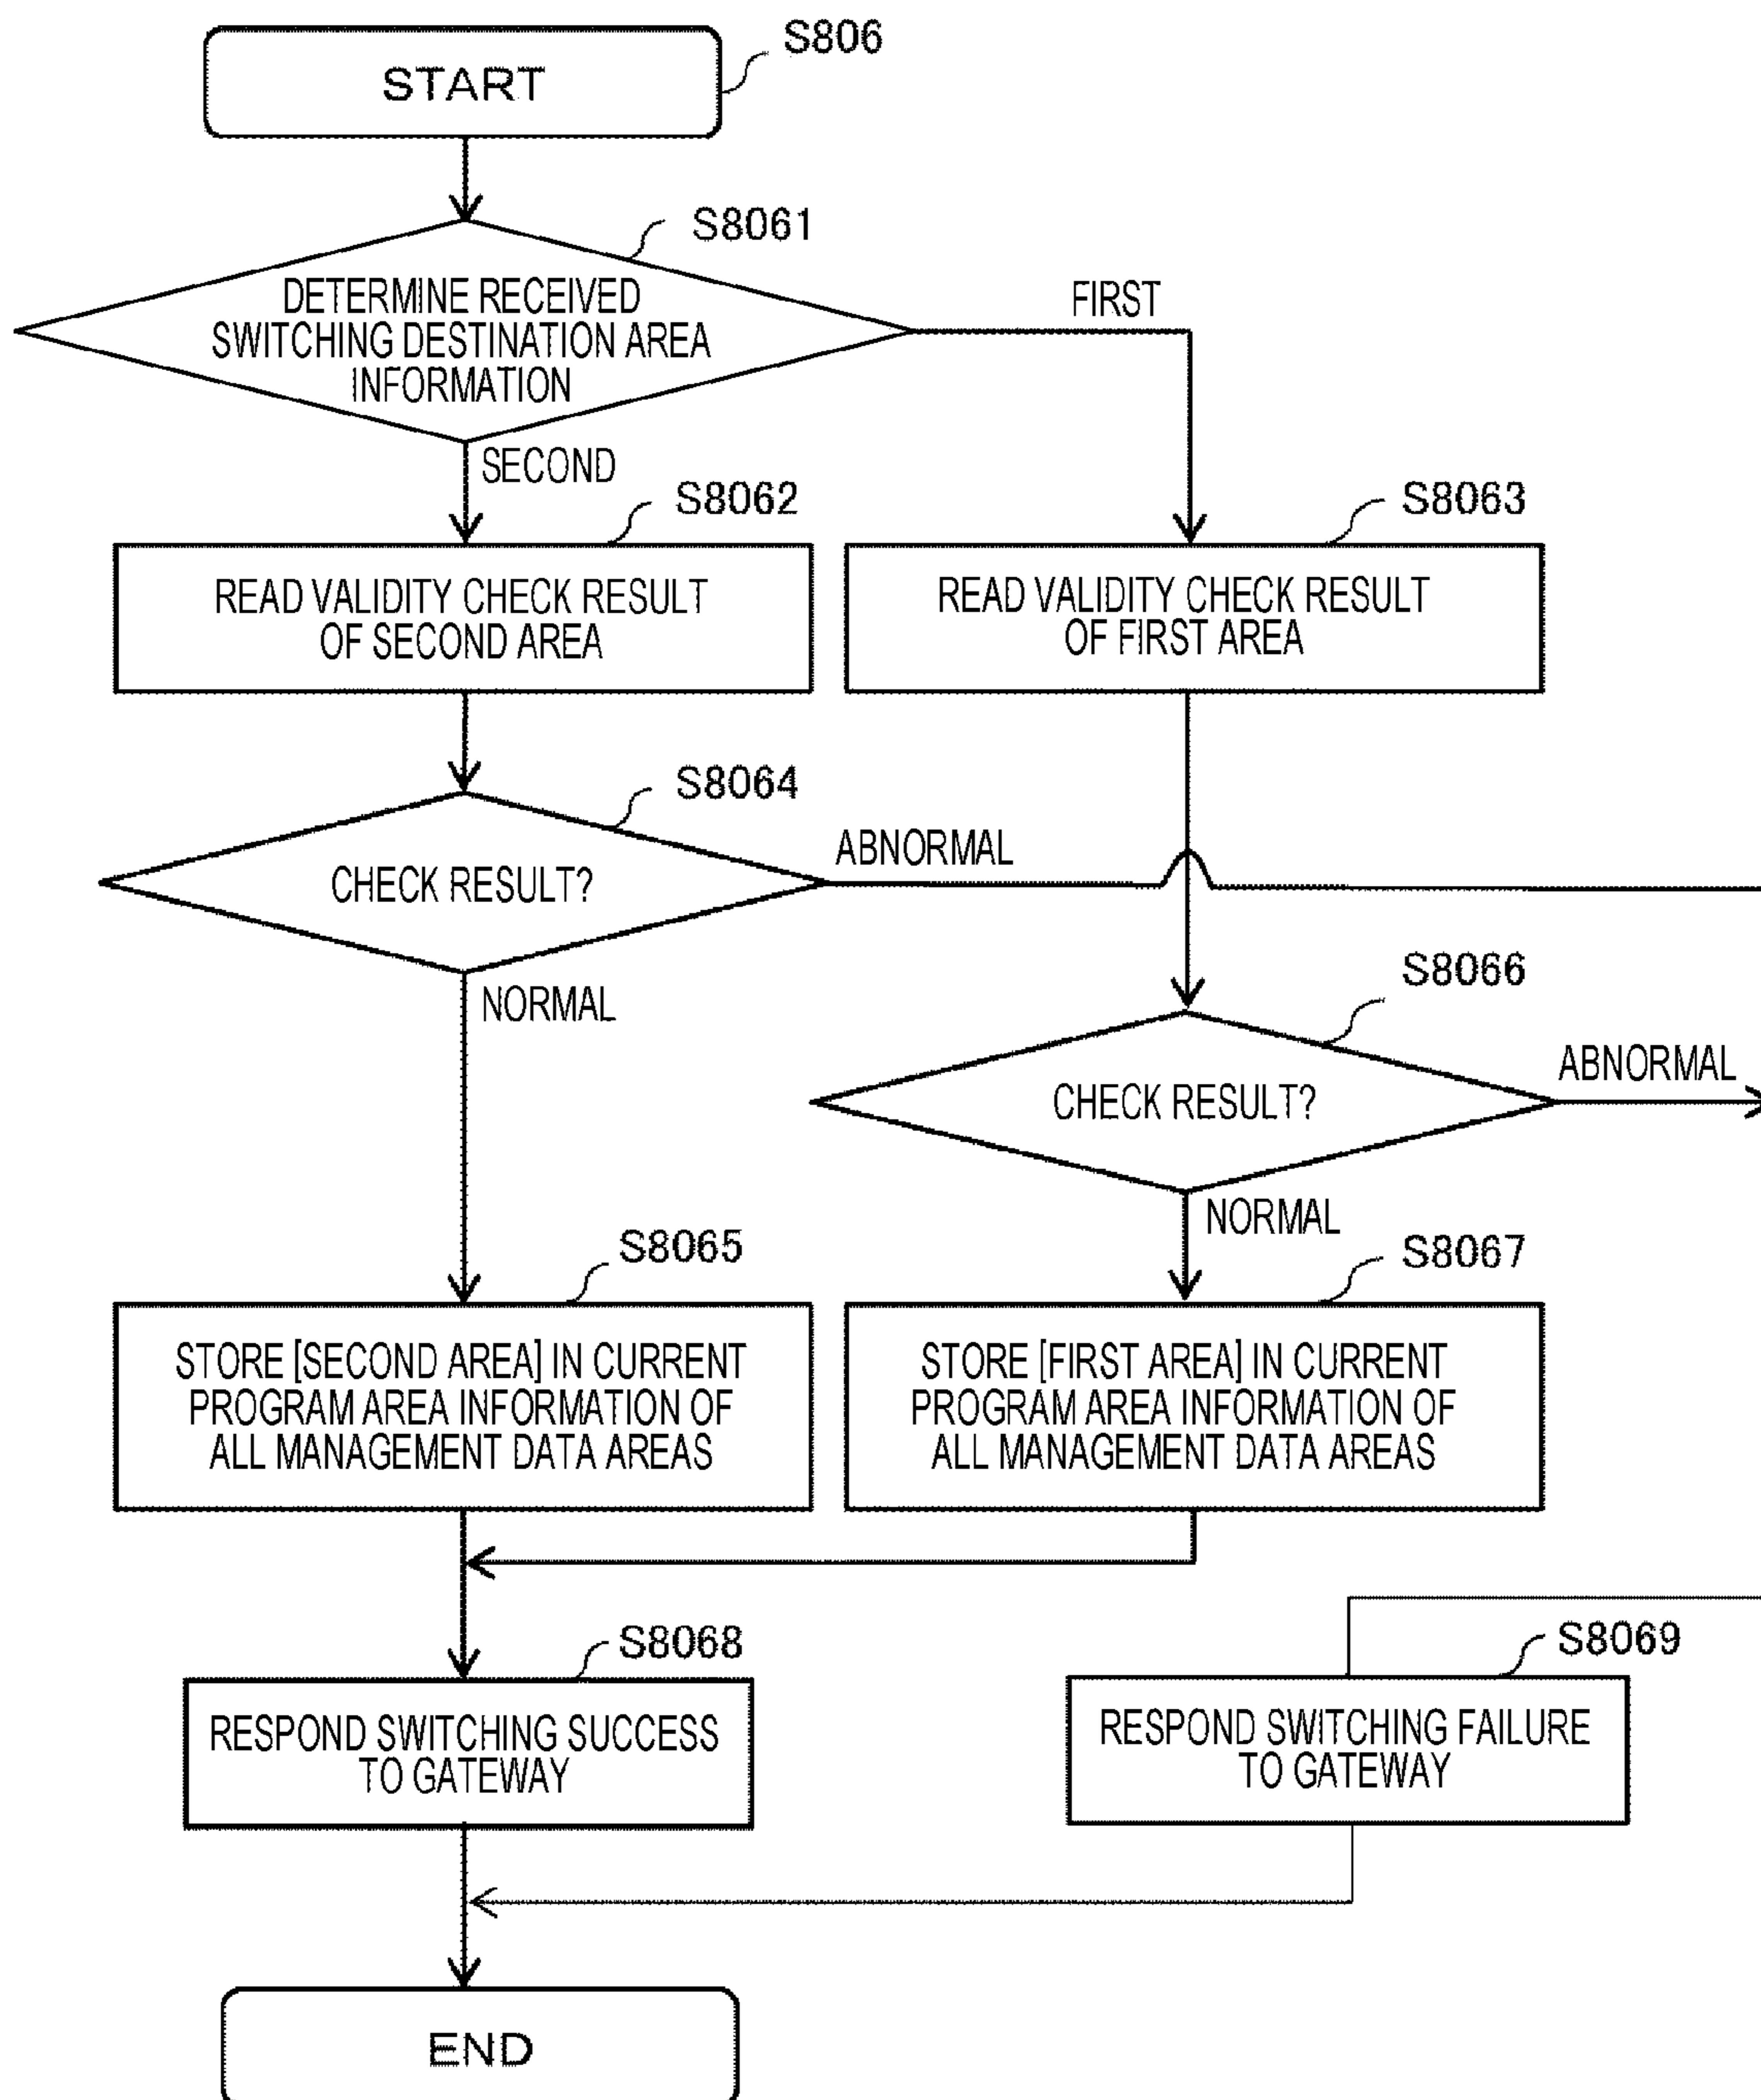 START
S806
S8061
DETERMINE RECEIVED
SWITCHING DESTINATION AREA
INFORMATION
FIRST
SECOND
S8062
READ VALIDITY CHECK RESULT
OF SECOND AREA
S8063
READ VALIDITY CHECK RESULT
OF FIRST AREA
S8064
CHECK RESULT?
ABNORMAL
NORMAL
S8066
CHECK RESULT?
ABNORMAL
NORMAL
S8065
STORE [SECOND AREA] IN CURRENT
PROGRAM AREA INFORMATION OF
ALL MANAGEMENT DATA AREAS
S8067
STORE [FIRST AREA] IN CURRENT
PROGRAM AREA INFORMATION OF
ALL MANAGEMENT DATA AREAS
S8068
RESPOND SWITCHING SUCCESS
TO GATEWAY
S8069
RESPOND SWITCHING FAILURE
TO GATEWAY
END